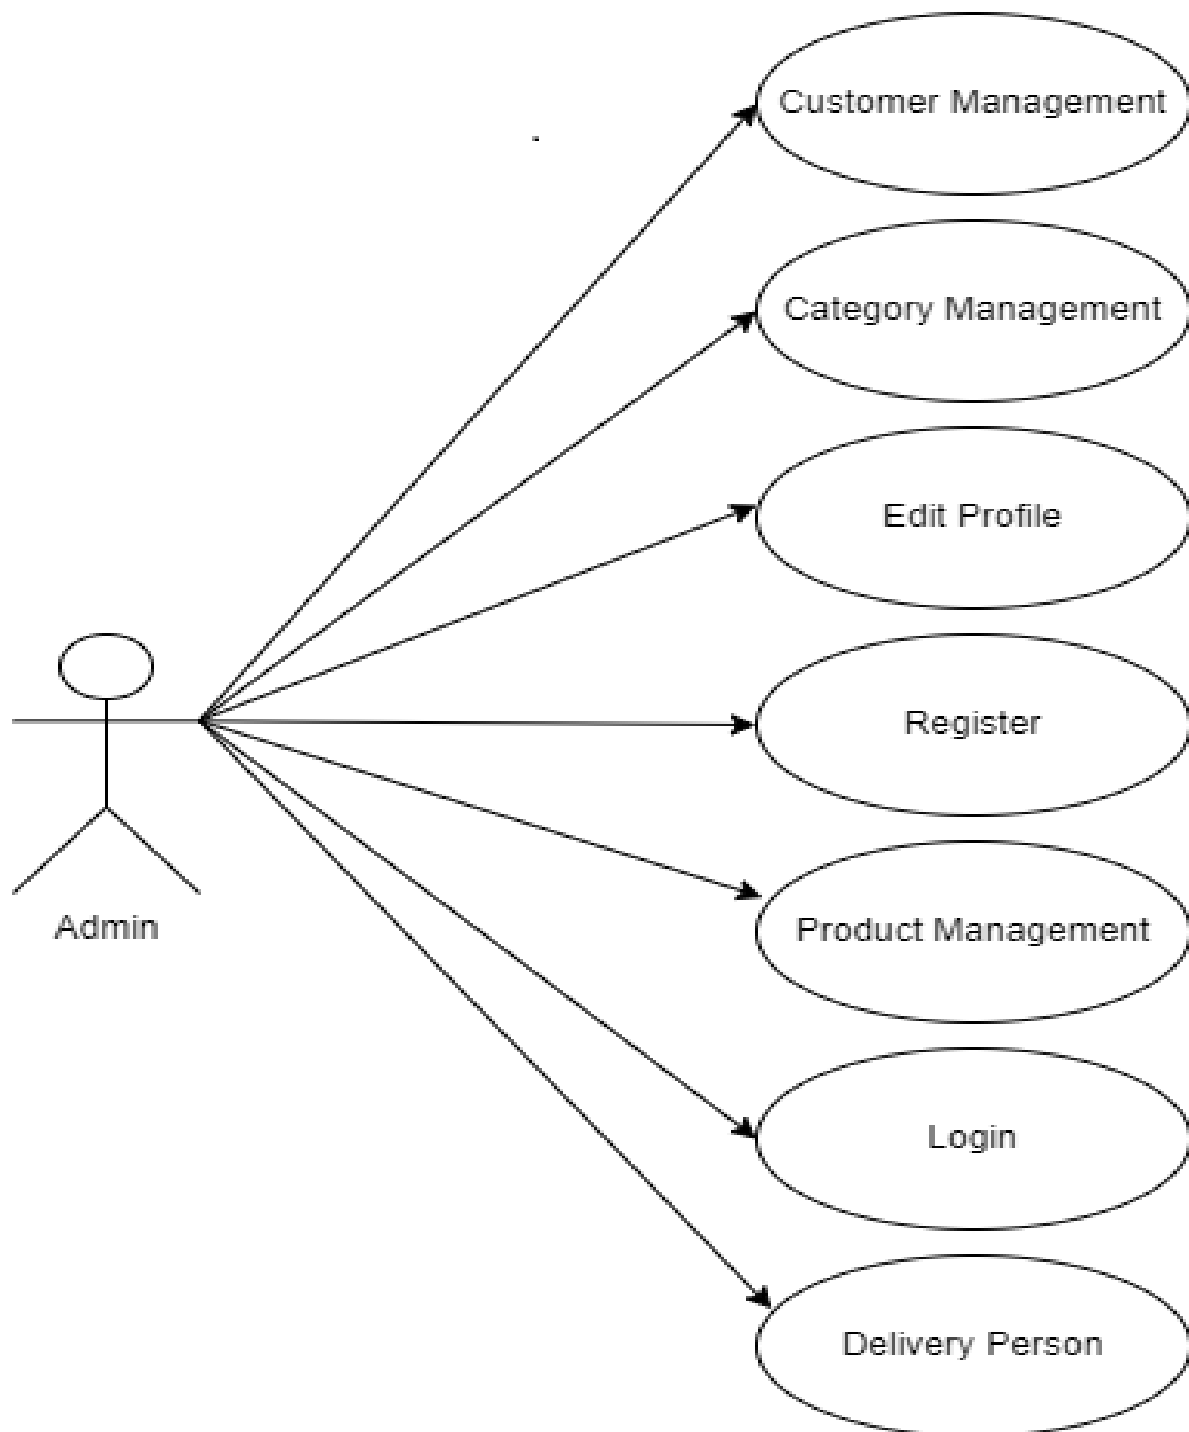 Customer Management
Category Management
Edit Profile
Register
Product Management
Admin
Login
Delivery Person